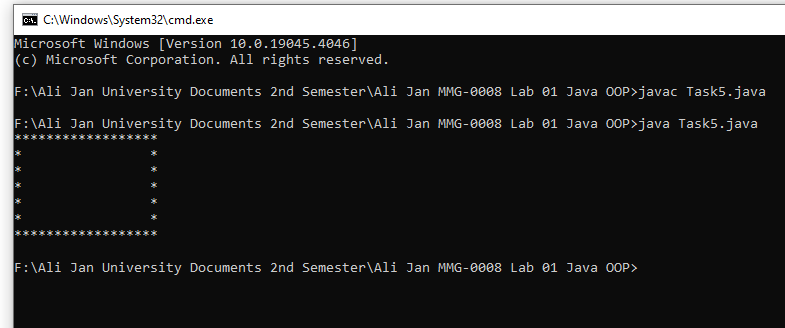 C:\Windows\System32\cmd.exe
Microsoft Windows [Version 10.0.19045.4046]
(c) Microsoft Corporation. All rights reserved.
F:\Ali Jan University Documents 2nd Semester\Ali Jan MMG-0008 Lab 01 Java OOP>javac Task5.java
F:\Ali Jan University Documents 2nd Semester\Ali Jan MMG-0008 Lab 01 Java OOP>java Task5.java
******************
*                *
*                *
*                *
*                *
*                *
******************
F:\Ali Jan University Documents 2nd Semester\Ali Jan MMG-0008 Lab 01 Java OOP>